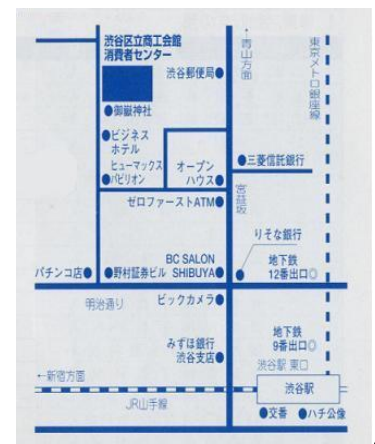 渋谷区立商工会館
消費者センター
渋谷郵便局●
←青山方面
東京メトロ銀座線
●御嶽神社
●ビジネス
ホテル
ヒューマックス
●パビリオン
オープン
ハウス●
●三菱信託銀行
ゼロファーストATM●
宮益坂
りそな銀行
BC SALON
SHIBUYA●
地下鉄
12番出口◎
パチンコ店●
●野村証券ビル
明治通り
ビックカメラ●
みずほ銀行
渋谷支店●
地下鉄
9番出口◎
渋谷駅 東口
←新宿方面
渋谷駅
JR山手線
●交番
●ハチ公像